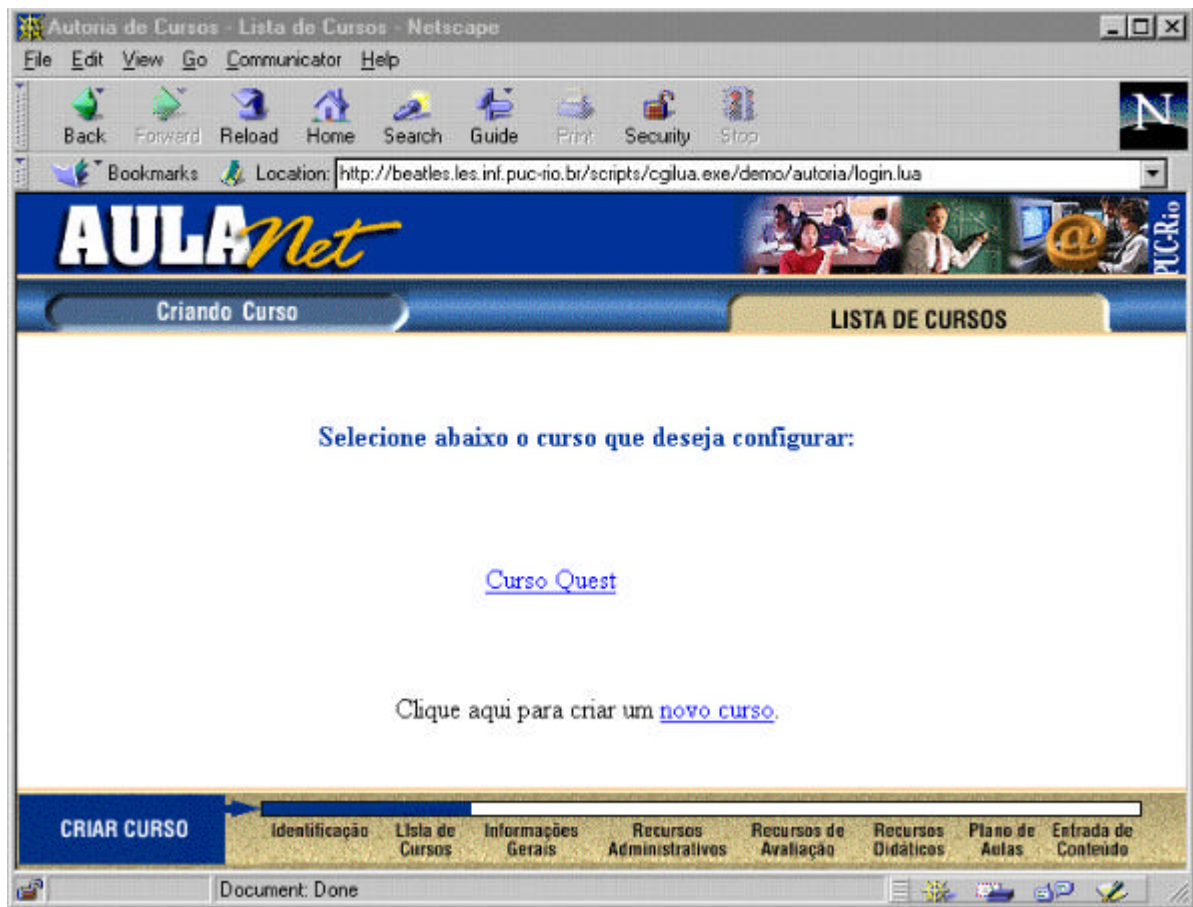 Autoria de Cursos - Lista de Cursos - Netscape
File Edit View Go Communicator Help
Back Forward Reload Home Search Guide Print Security Stop
N
Bookmarks Location: http://beatles.les.inf.puc-rio.br/scripts/cgilua.exe/demo/autoria/login.lua
AULANet
@
PUC-Rio
Criando Curso
LISTA DE CURSOS
Selecione abaixo o curso que deseja configurar:
Curso Quest
Clique aqui para criar um novo curso.
CRIAR CURSO
Identificação
Lista de
Cursos
Informações
Gerais
Recursos
Administrativos
Recursos de
Avaliação
Recursos
Didáticos
Plano de
Aulas
Entrada de
Conteúdo
Document: Done